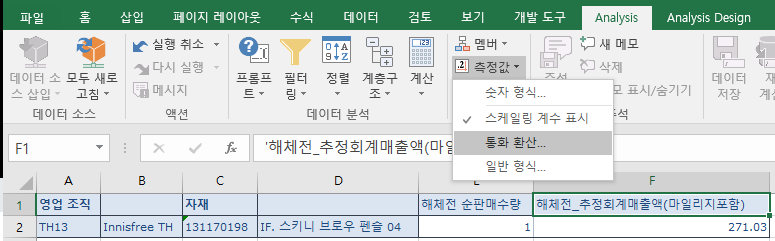 파일 홈 삽입 페이지 레이아웃 수식 데이터 검토 보기 개발 도구 Analysis Analysis Design
데이터 소스 삽입
모두 새로 고침
데이터 소스
실행 취소
다시 실행
메시지
액션
프롬프트
필터링
정렬
계층구조
계산
데이터 분석
멤버
측정값
숫자 형식...
스케일링 계수 표시
통화 환산...
일반 형식...
주석
새 메모
삭제
모 표시/숨기기
데이터 저장
F1 fx '해체전_추정회계매출액(마일
A B C D E F
1 영업 조직 자재 해체전 순판매수량 해체전_추정회계매출액(마일리지포함)
2 TH13 Innisfree TH 131170198 IF. 스키니 브로우 펜슬 04 1 271.03